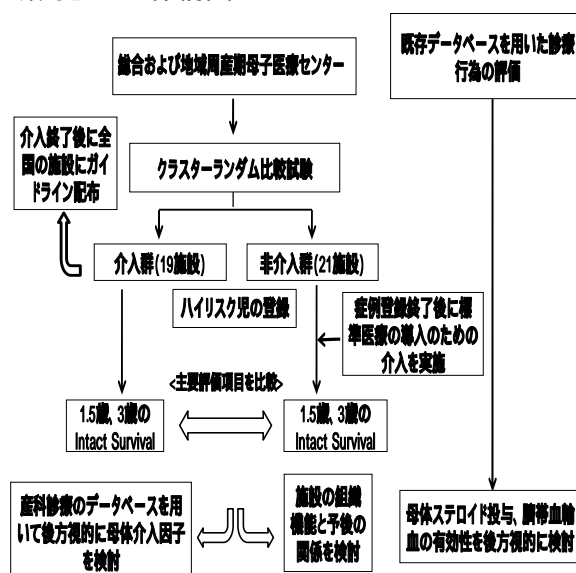 既存データベースを用いた診療
行為の評価
総合および地域周産期母子医療センター
介入終了後に全
国の施設にガイ
ドライン配布
クラスターランダム比較試験
介入群(19施設)
非介入群(21施設)
ハイリスク児の登録
症例登録終了後に標
準医療の導入のための
介入を実施
<主要評価項目を比較>
1.5歳、3歳の
Intact Survival
1.5歳、3歳の
Intact Survival
産科診療のデータベースを用
いて後方視的に母体介入因子
を検討
施設の組織
機能と予後の
関係を検討
母体ステロイド投与、臍帯血輸
血の有効性を後方視的に検討